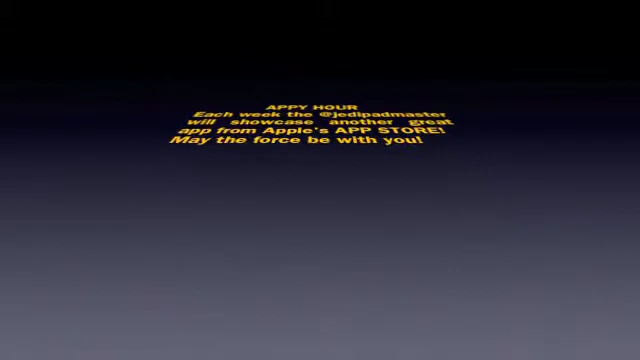 APPY HOUR
Each week the @jedipadmaster
will showcase another great
app from Apple's APP STORE!
May the force be with you!